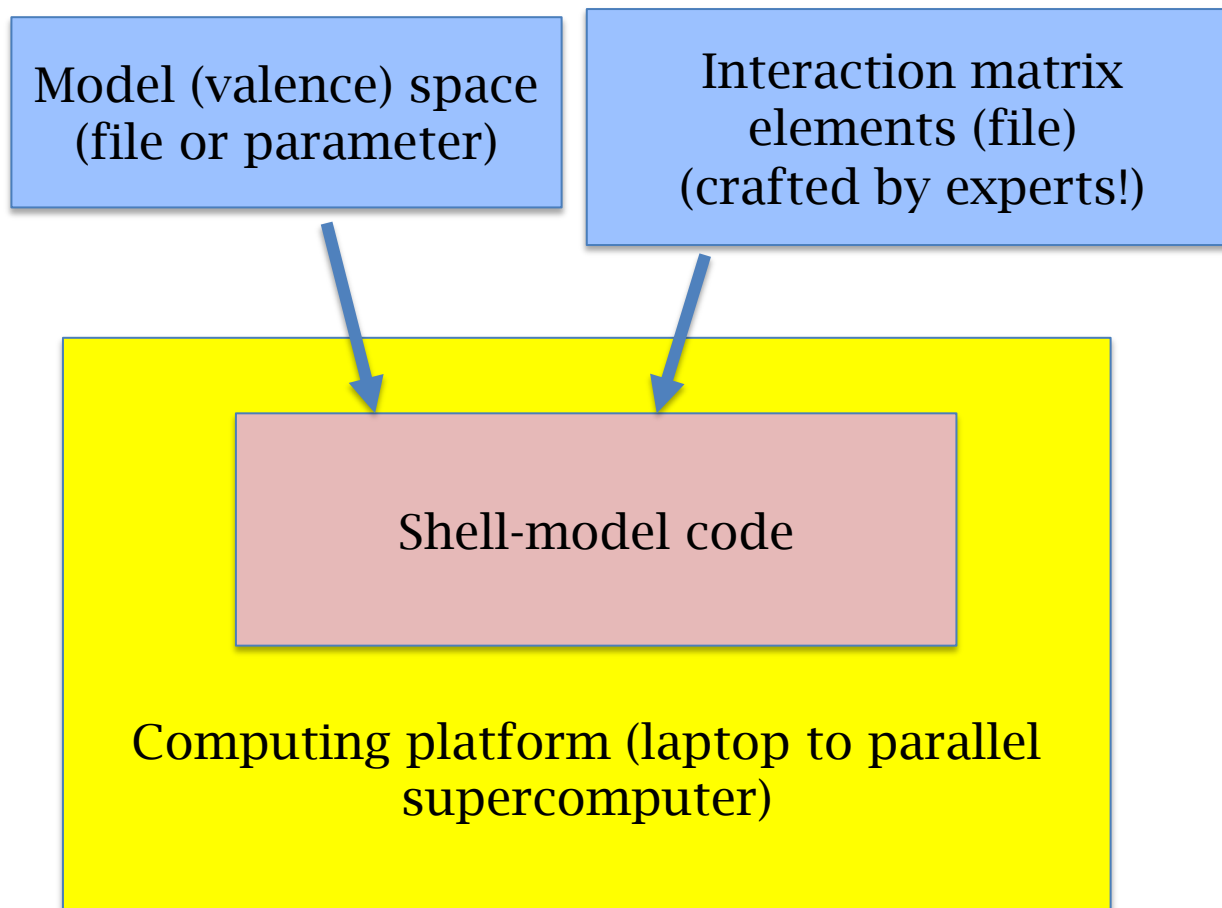 Model (valence) space
(file or parameter)
Interaction matrix
elements (file)
(crafted by experts!)
Shell-model code
Computing platform (laptop to parallel
supercomputer)